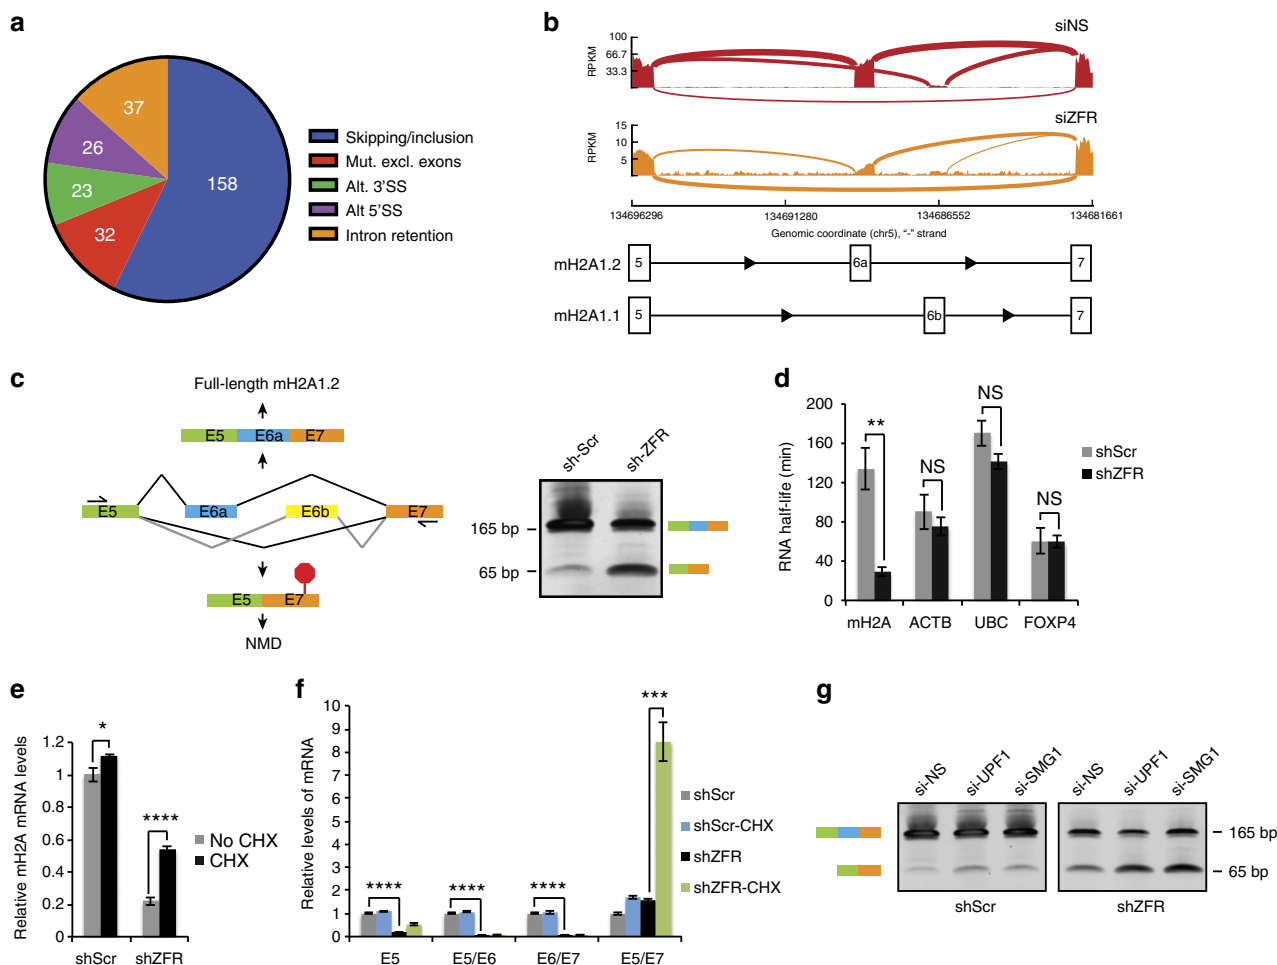 a
158
32
23
26
37
Skipping/inclusion
Mut. excl. exons
Alt. 3'SS
Alt 5'SS
Intron retention
b
siNS
RPKM
100
66.7
33.3
siZFR
RPKM
15
10
5
134696296 134691280 134686552 134681661
Genomic coordinate (chr5), "-" strand
mH2A1.2 5 6a 7
mH2A1.1 5 6b 7
c
Full-length mH2A1.2
E5 E6a E7
E5 E6a E6b E7
E5 E7
NMD
sh-Scr sh-ZFR
165 bp
65 bp
d
RNA half-life (min)
200
160
120
80
40
0
** NS NS NS
mH2A ACTB UBC FOXP4
shScr
shZFR
e
Relative mH2A mRNA levels
1.2
1
0.8
0.6
0.4
0.2
0
* ****
shScr shZFR
No CHX
CHX
f
Relative levels of mRNA
10
9
8
7
6
5
4
3
2
1
0
**** **** **** ***
E5 E5/E6 E6/E7 E5/E7
shScr
shScr-CHX
shZFR
shZFR-CHX
g
si-NS si-UPF1 si-SMG1 si-NS si-UPF1 si-SMG1
165 bp
65 bp
shScr shZFR